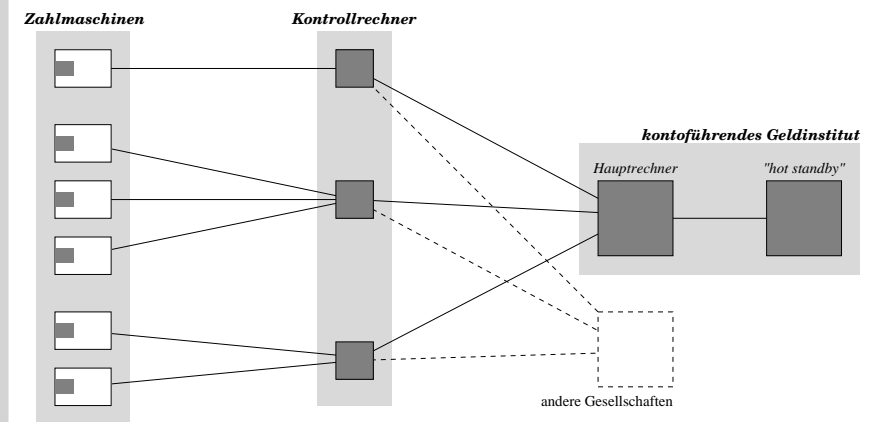 Zahlmaschinen
Kontrollrechner
kontoführendes Geldinstitut
Hauptrechner
"hot standby"
andere Gesellschaften